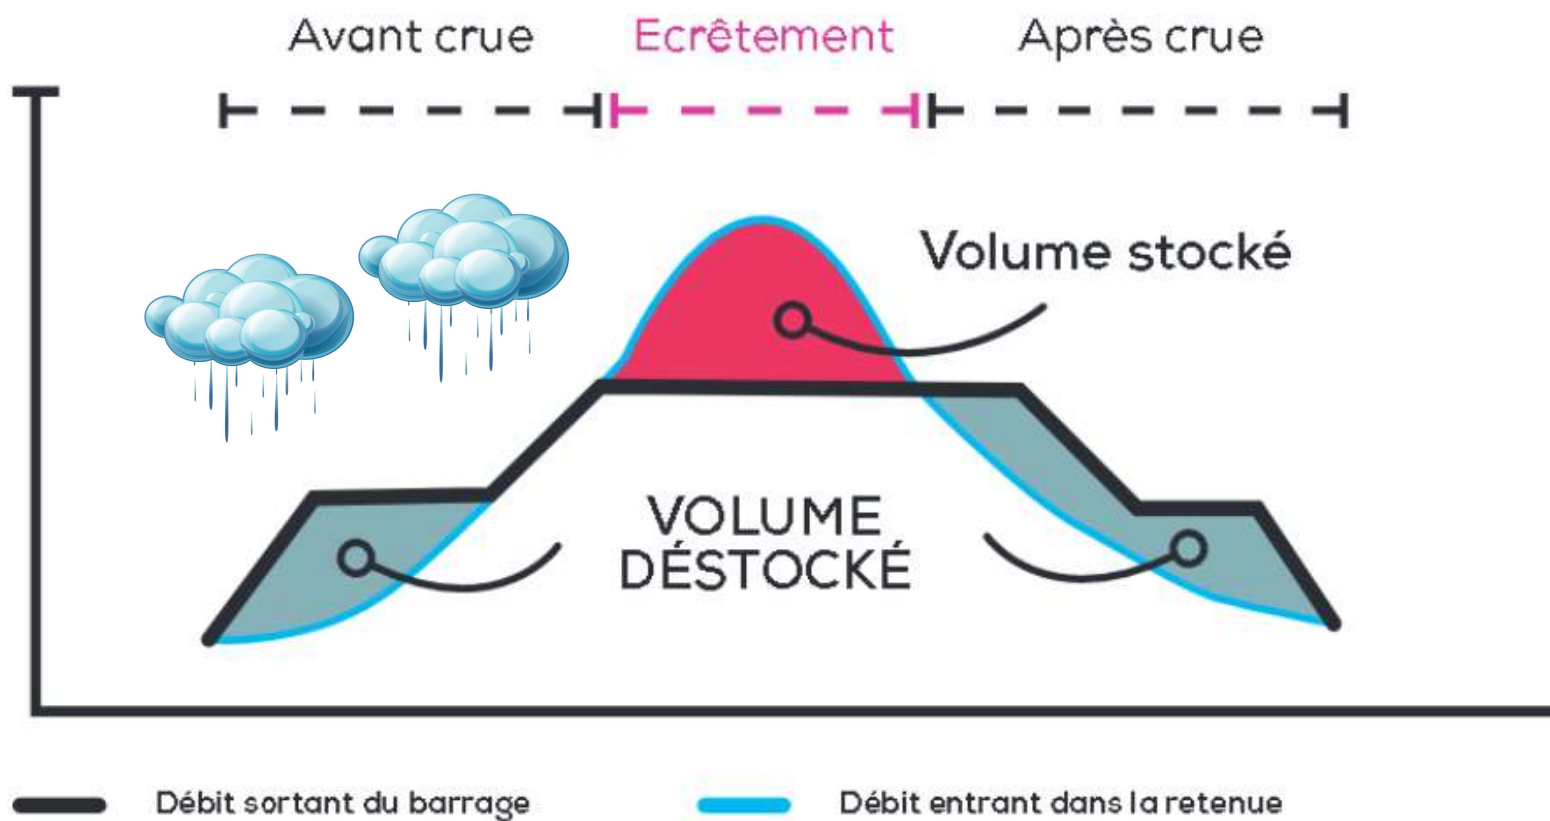 Avant crue
Ecrêtement
Après crue
Volume stocké
VOLUME
DÉSTOCKÉ
Débit sortant du barrage
Débit entrant dans la retenue